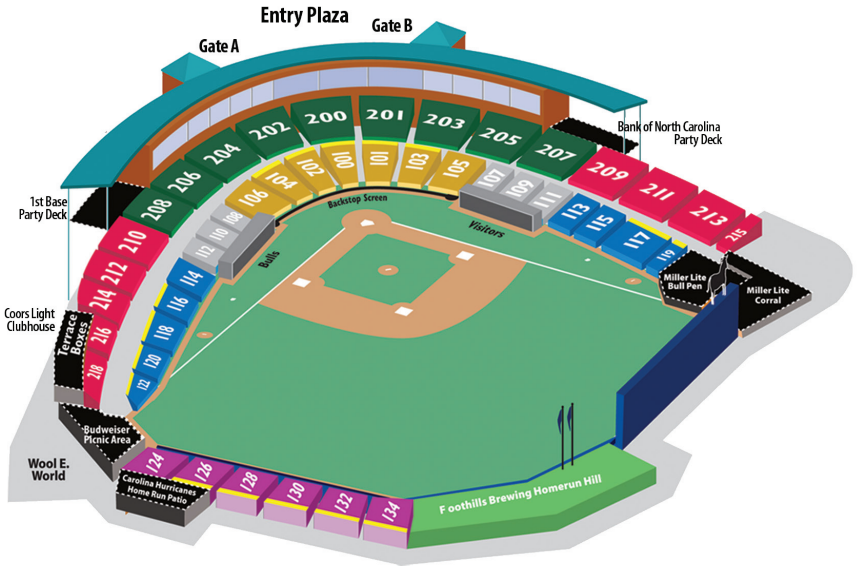 Entry Plaza
Gate B
Gate A
Bank of North Carolina
Party Deck
1st Base
Party Deck
Coors Light
Clubhouse
Terrace
Boxes
Budweiser
Picnic Area
Wool E.
World
Carolina Hurricanes
Home Run Patio
F oothills Brewing Homerun Hill
Miller Lite
Bull Pen
Miller Lite
Corral
Backstop Screen
Visitors
Bulls
200
201
202
203
204
205
206
207
208
209
210
211
212
213
214
215
216
218
100
101
102
103
104
105
106
107
108
109
110
111
112
113
114
115
116
117
118
119
120
122
124
126
128
130
132
134